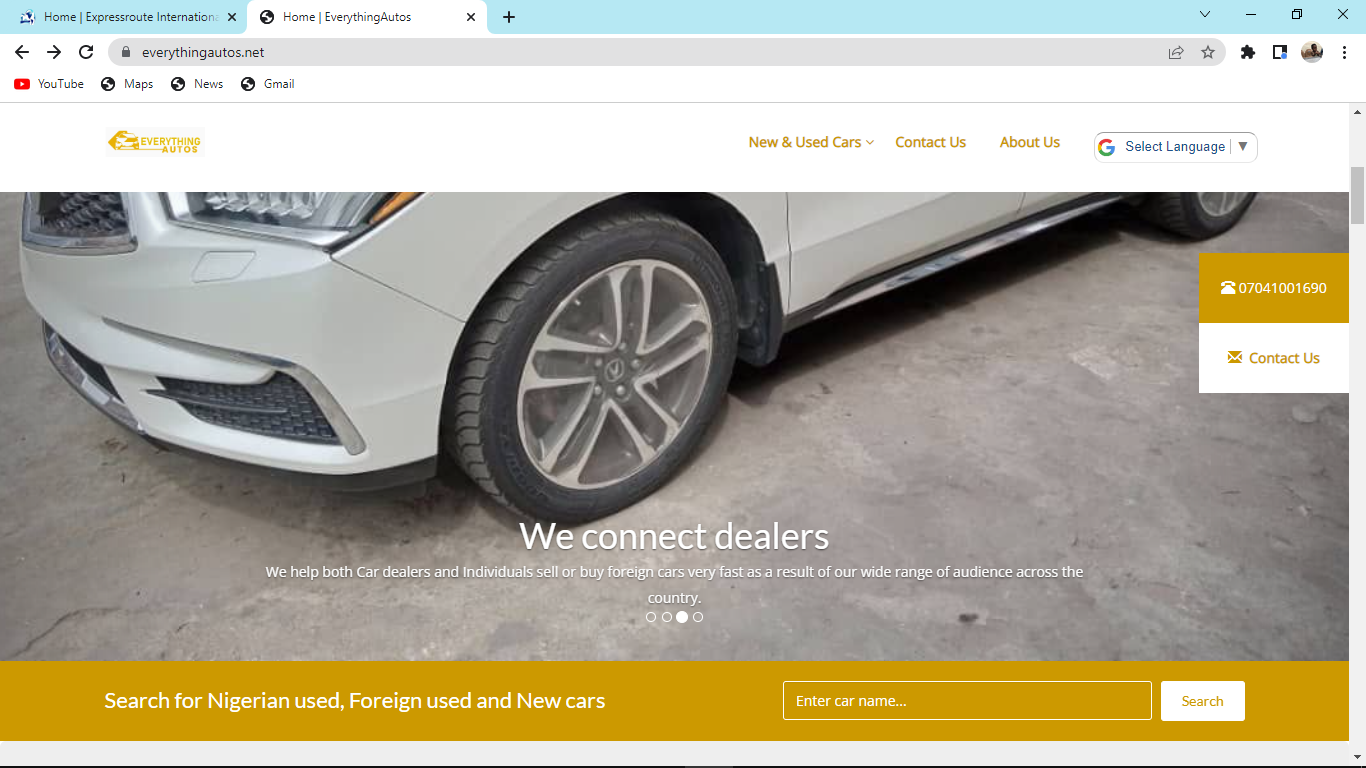 Home | Expressroute Internationa
Home | EverythingAutos
everythingautos.net
YouTube
Maps
News
Gmail
EVERYTHING
AUTOS
New & Used Cars
Contact Us
About Us
Select Language
07041001690
Contact Us
We connect dealers
We help both Car dealers and Individuals sell or buy foreign cars very fast as a result of our wide range of audience across the
country.
Search for Nigerian used, Foreign used and New cars
Enter car name...
Search